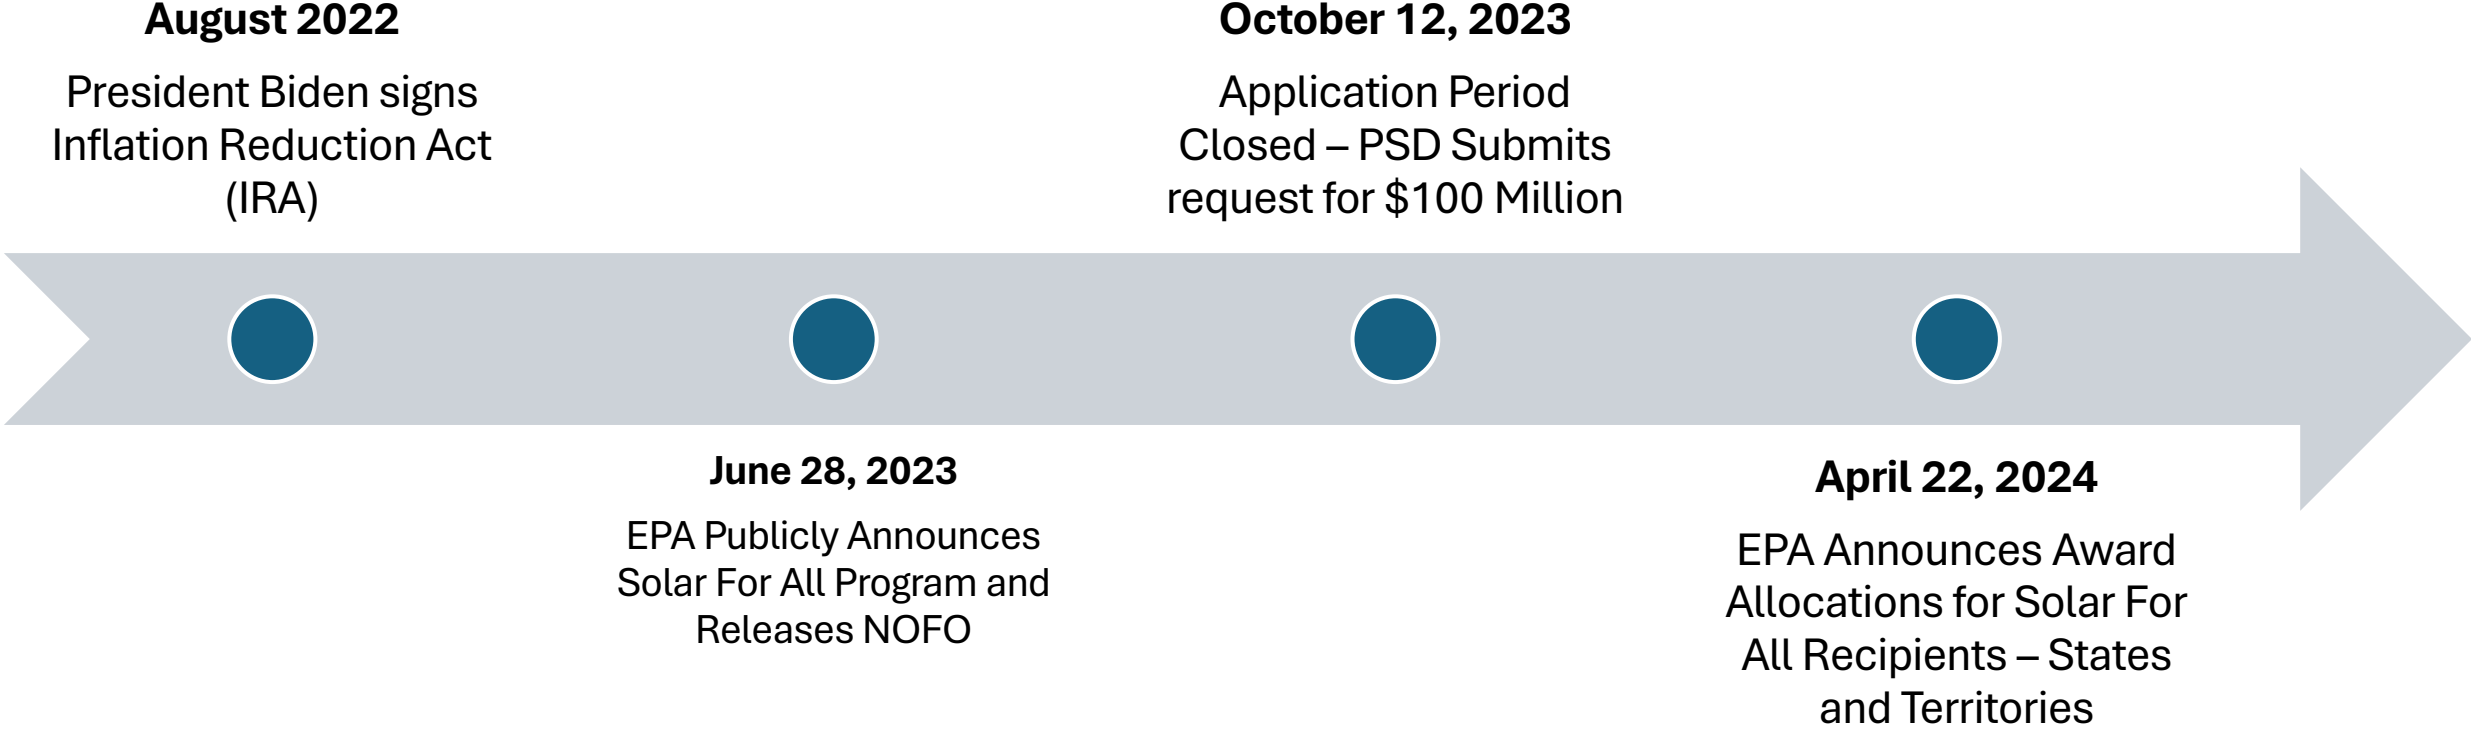 August 2022
President Biden signs
Inflation Reduction Act
(IRA)
June 28, 2023
EPA Publicly Announces
Solar For All Program and
Releases NOFO
October 12, 2023
Application Period
Closed – PSD Submits
request for $100 Million
April 22, 2024
EPA Announces Award
Allocations for Solar For
All Recipients – States
and Territories